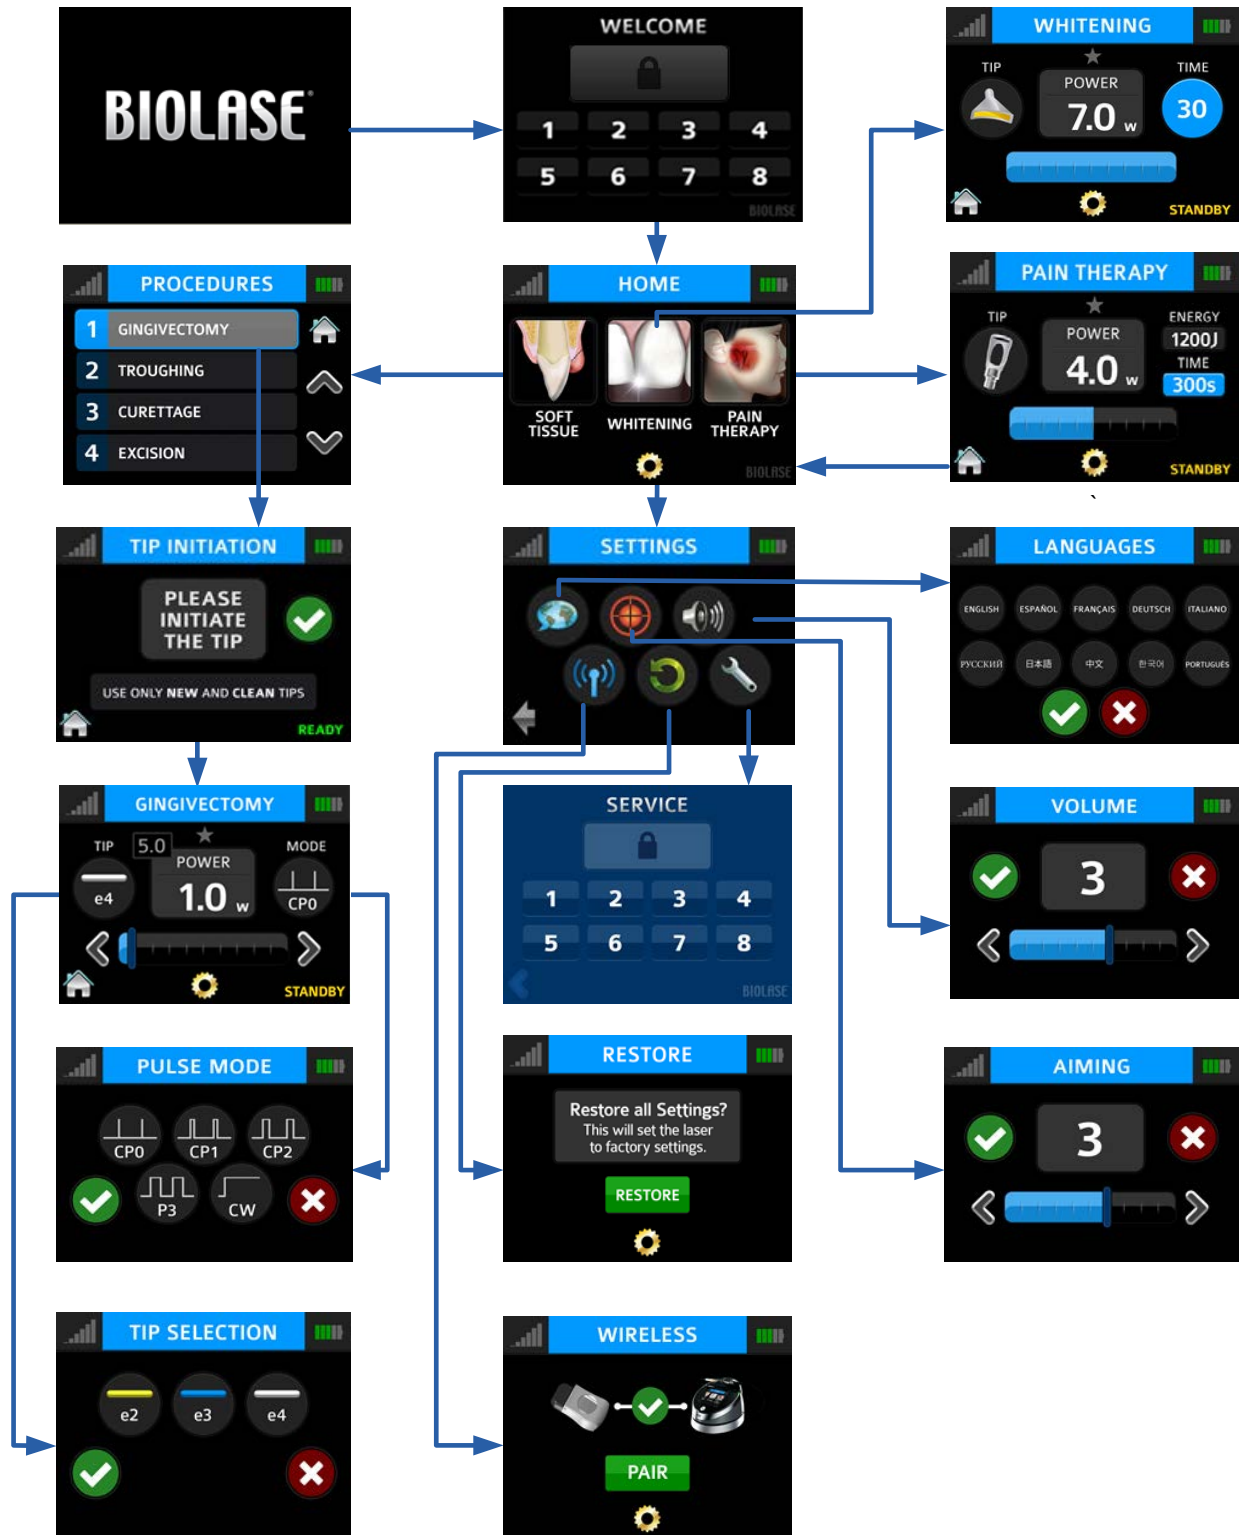 BIOLASE®
WELCOME
1 2 3 4
5 6 7 8
BIOLASE
WHITENING
TIP
POWER
7.0 w
TIME
30
STANDBY
PROCEDURES
1 GINGIVECTOMY
2 TROUGHING
3 CURETTAGE
4 EXCISION
HOME
SOFT
TISSUE
WHITENING
PAIN
THERAPY
BIOLASE
PAIN THERAPY
TIP
POWER
4.0 w
ENERGY
1200J
TIME
300s
STANDBY
`
TIP INITIATION
PLEASE
INITIATE
THE TIP
USE ONLY NEW AND CLEAN TIPS
READY
SETTINGS
LANGUAGES
ENGLISH ESPAÑOL FRANÇAIS DEUTSCH ITALIANO
РУССКИЙ 日本語 中文 한국어 PORTUGUÊS
GINGIVECTOMY
TIP
e4
5.0
POWER
1.0 w
MODE
CP0
STANDBY
SERVICE
1 2 3 4
5 6 7 8
BIOLASE
VOLUME
3
PULSE MODE
CP0 CP1 CP2
P3 CW
RESTORE
Restore all Settings?
This will set the laser
to factory settings.
RESTORE
AIMING
3
TIP SELECTION
e2 e3 e4
WIRELESS
PAIR